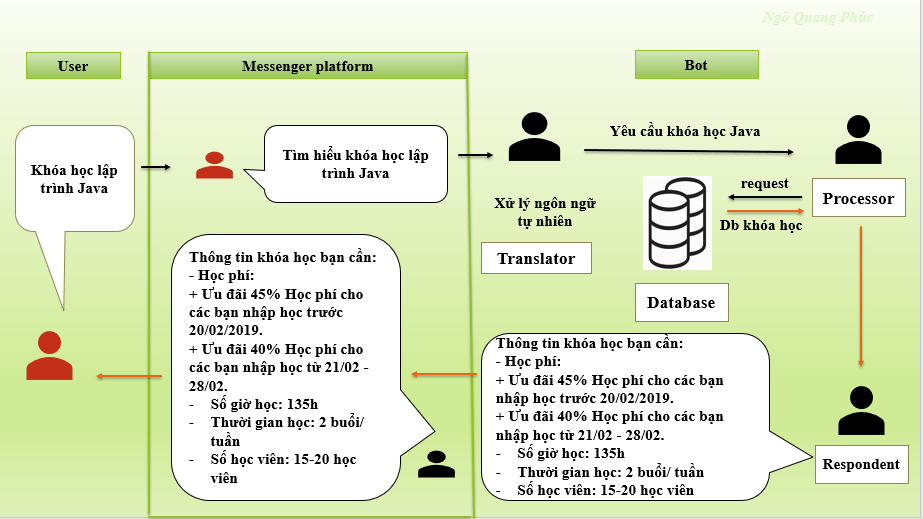 Ngô Quang Phúc
User
Messenger platform
Bot
Khóa học lập
trình Java
Tìm hiểu khóa học lập
trình Java
Yêu cầu khóa học Java
request
Processor
Db khóa học
Xử lý ngôn ngữ
tự nhiên
Translator
Database
Thông tin khóa học bạn cần:
- Học phí:
+ Ưu đãi 45% Học phí cho
các bạn nhập học trước
20/02/2019.
+ Ưu đãi 40% Học phí cho
các bạn nhập học từ 21/02 -
28/02.
- Số giờ học: 135h
- Thười gian học: 2 buổi/
tuần
- Số học viên: 15-20 học
viên
Thông tin khóa học bạn cần:
- Học phí:
+ Ưu đãi 45% Học phí cho các bạn
nhập học trước 20/02/2019.
+ Ưu đãi 40% Học phí cho các bạn
nhập học từ 21/02 - 28/02.
- Số giờ học: 135h
- Thười gian học: 2 buổi/ tuần
- Số học viên: 15-20 học viên
Respondent